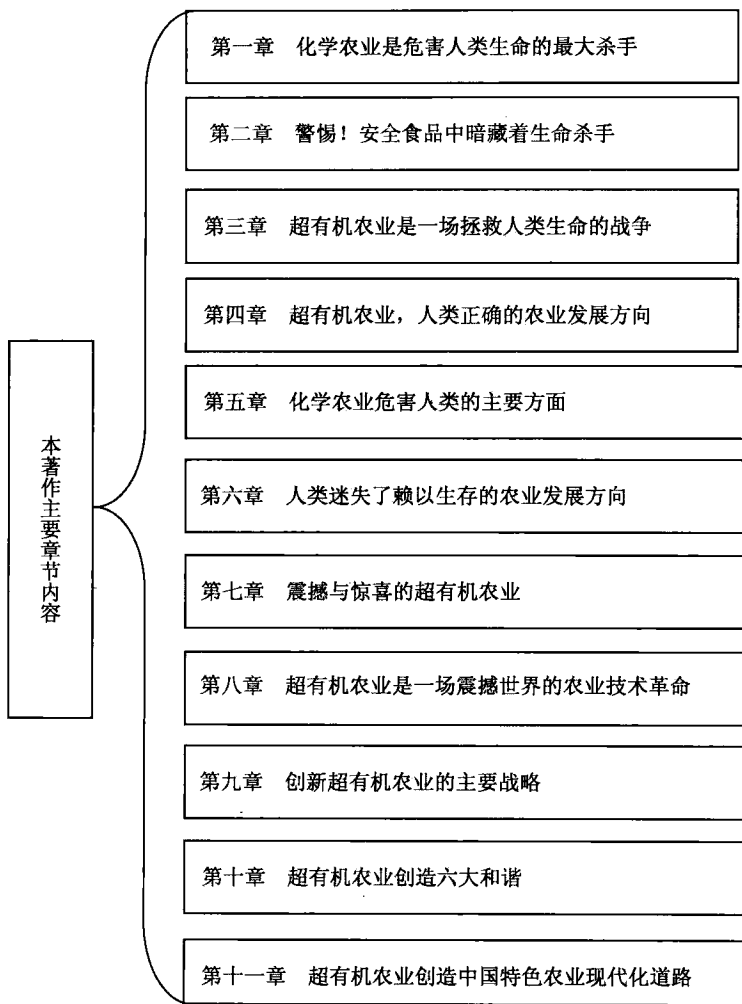 第一章 化学农业是危害人类生命的最大杀手
第二章 警惕！安全食品中暗藏着生命杀手
第三章 超有机农业是一场拯救人类生命的战争
第四章 超有机农业，人类正确的农业发展方向
第五章 化学农业危害人类的主要方面
本著作主要章节内容
第六章 人类迷失了赖以生存的农业发展方向
第七章 震撼与惊喜的超有机农业
第八章 超有机农业是一场震撼世界的农业技术革命
第九章 创新超有机农业的主要战略
第十章 超有机农业创造六大和谐
第十一章 超有机农业创造中国特色农业现代化道路